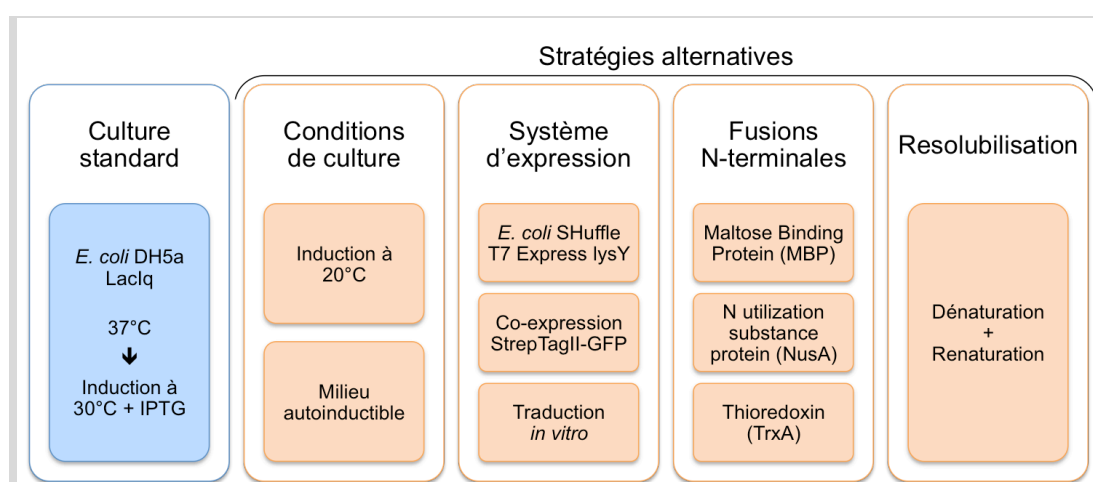 Stratégies alternatives
Culture
standard
E. coli DH5a
LacIq
37°C
🡻
Induction à
30°C + IPTG
Conditions
de culture
Induction à
20°C
Milieu
autoinductible
Système
d’expression
E. coli SHuffle
T7 Express lysY
Co-expression
StrepTagII-GFP
Traduction
in vitro
Fusions
N-terminales
Maltose Binding
Protein (MBP)
N utilization
substance
protein (NusA)
Thioredoxin
(TrxA)
Resolubilisation
Dénaturation
+
Renaturation